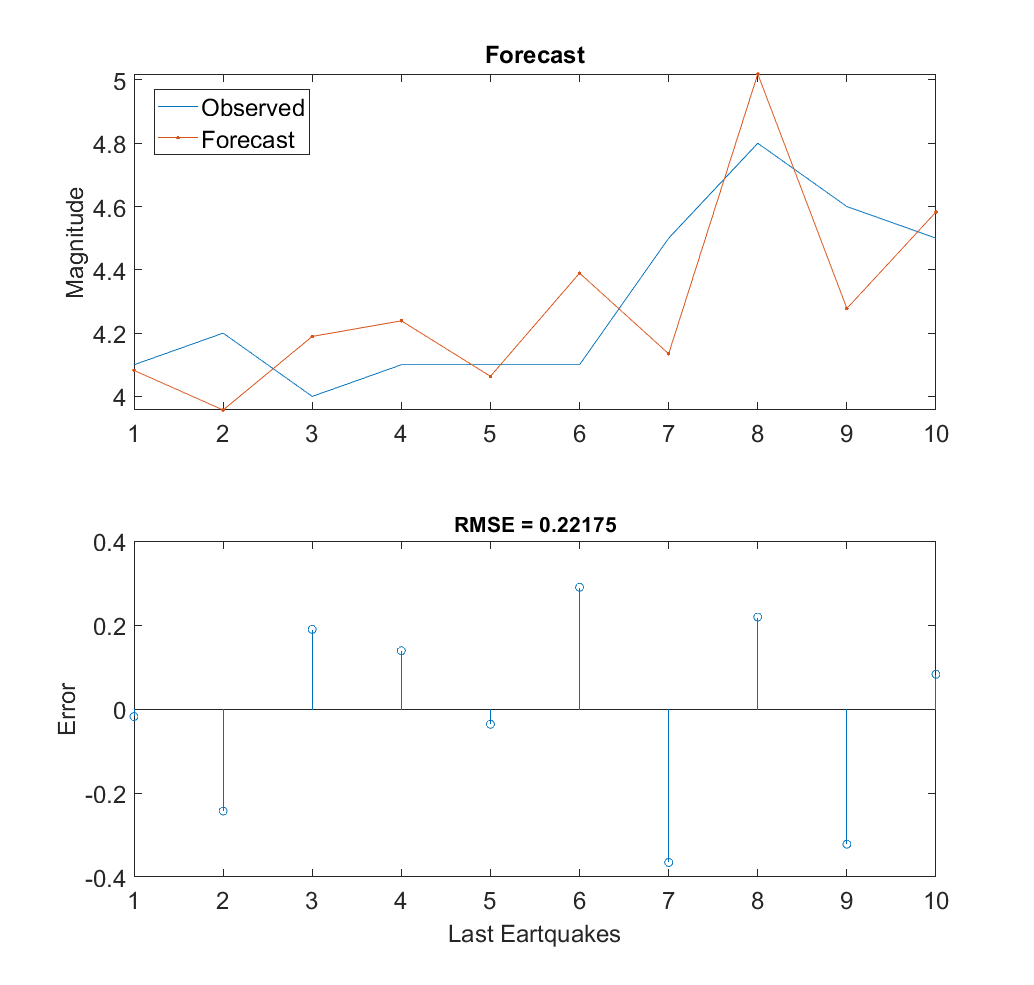 Forecast
5
4.8
4.6
4.4
4.2
4
Magnitude
Observed
Forecast
1 2 3 4 5 6 7 8 9 10
RMSE = 0.22175
0.4
0.2
0
-0.2
-0.4
Error
1 2 3 4 5 6 7 8 9 10
Last Eartquakes